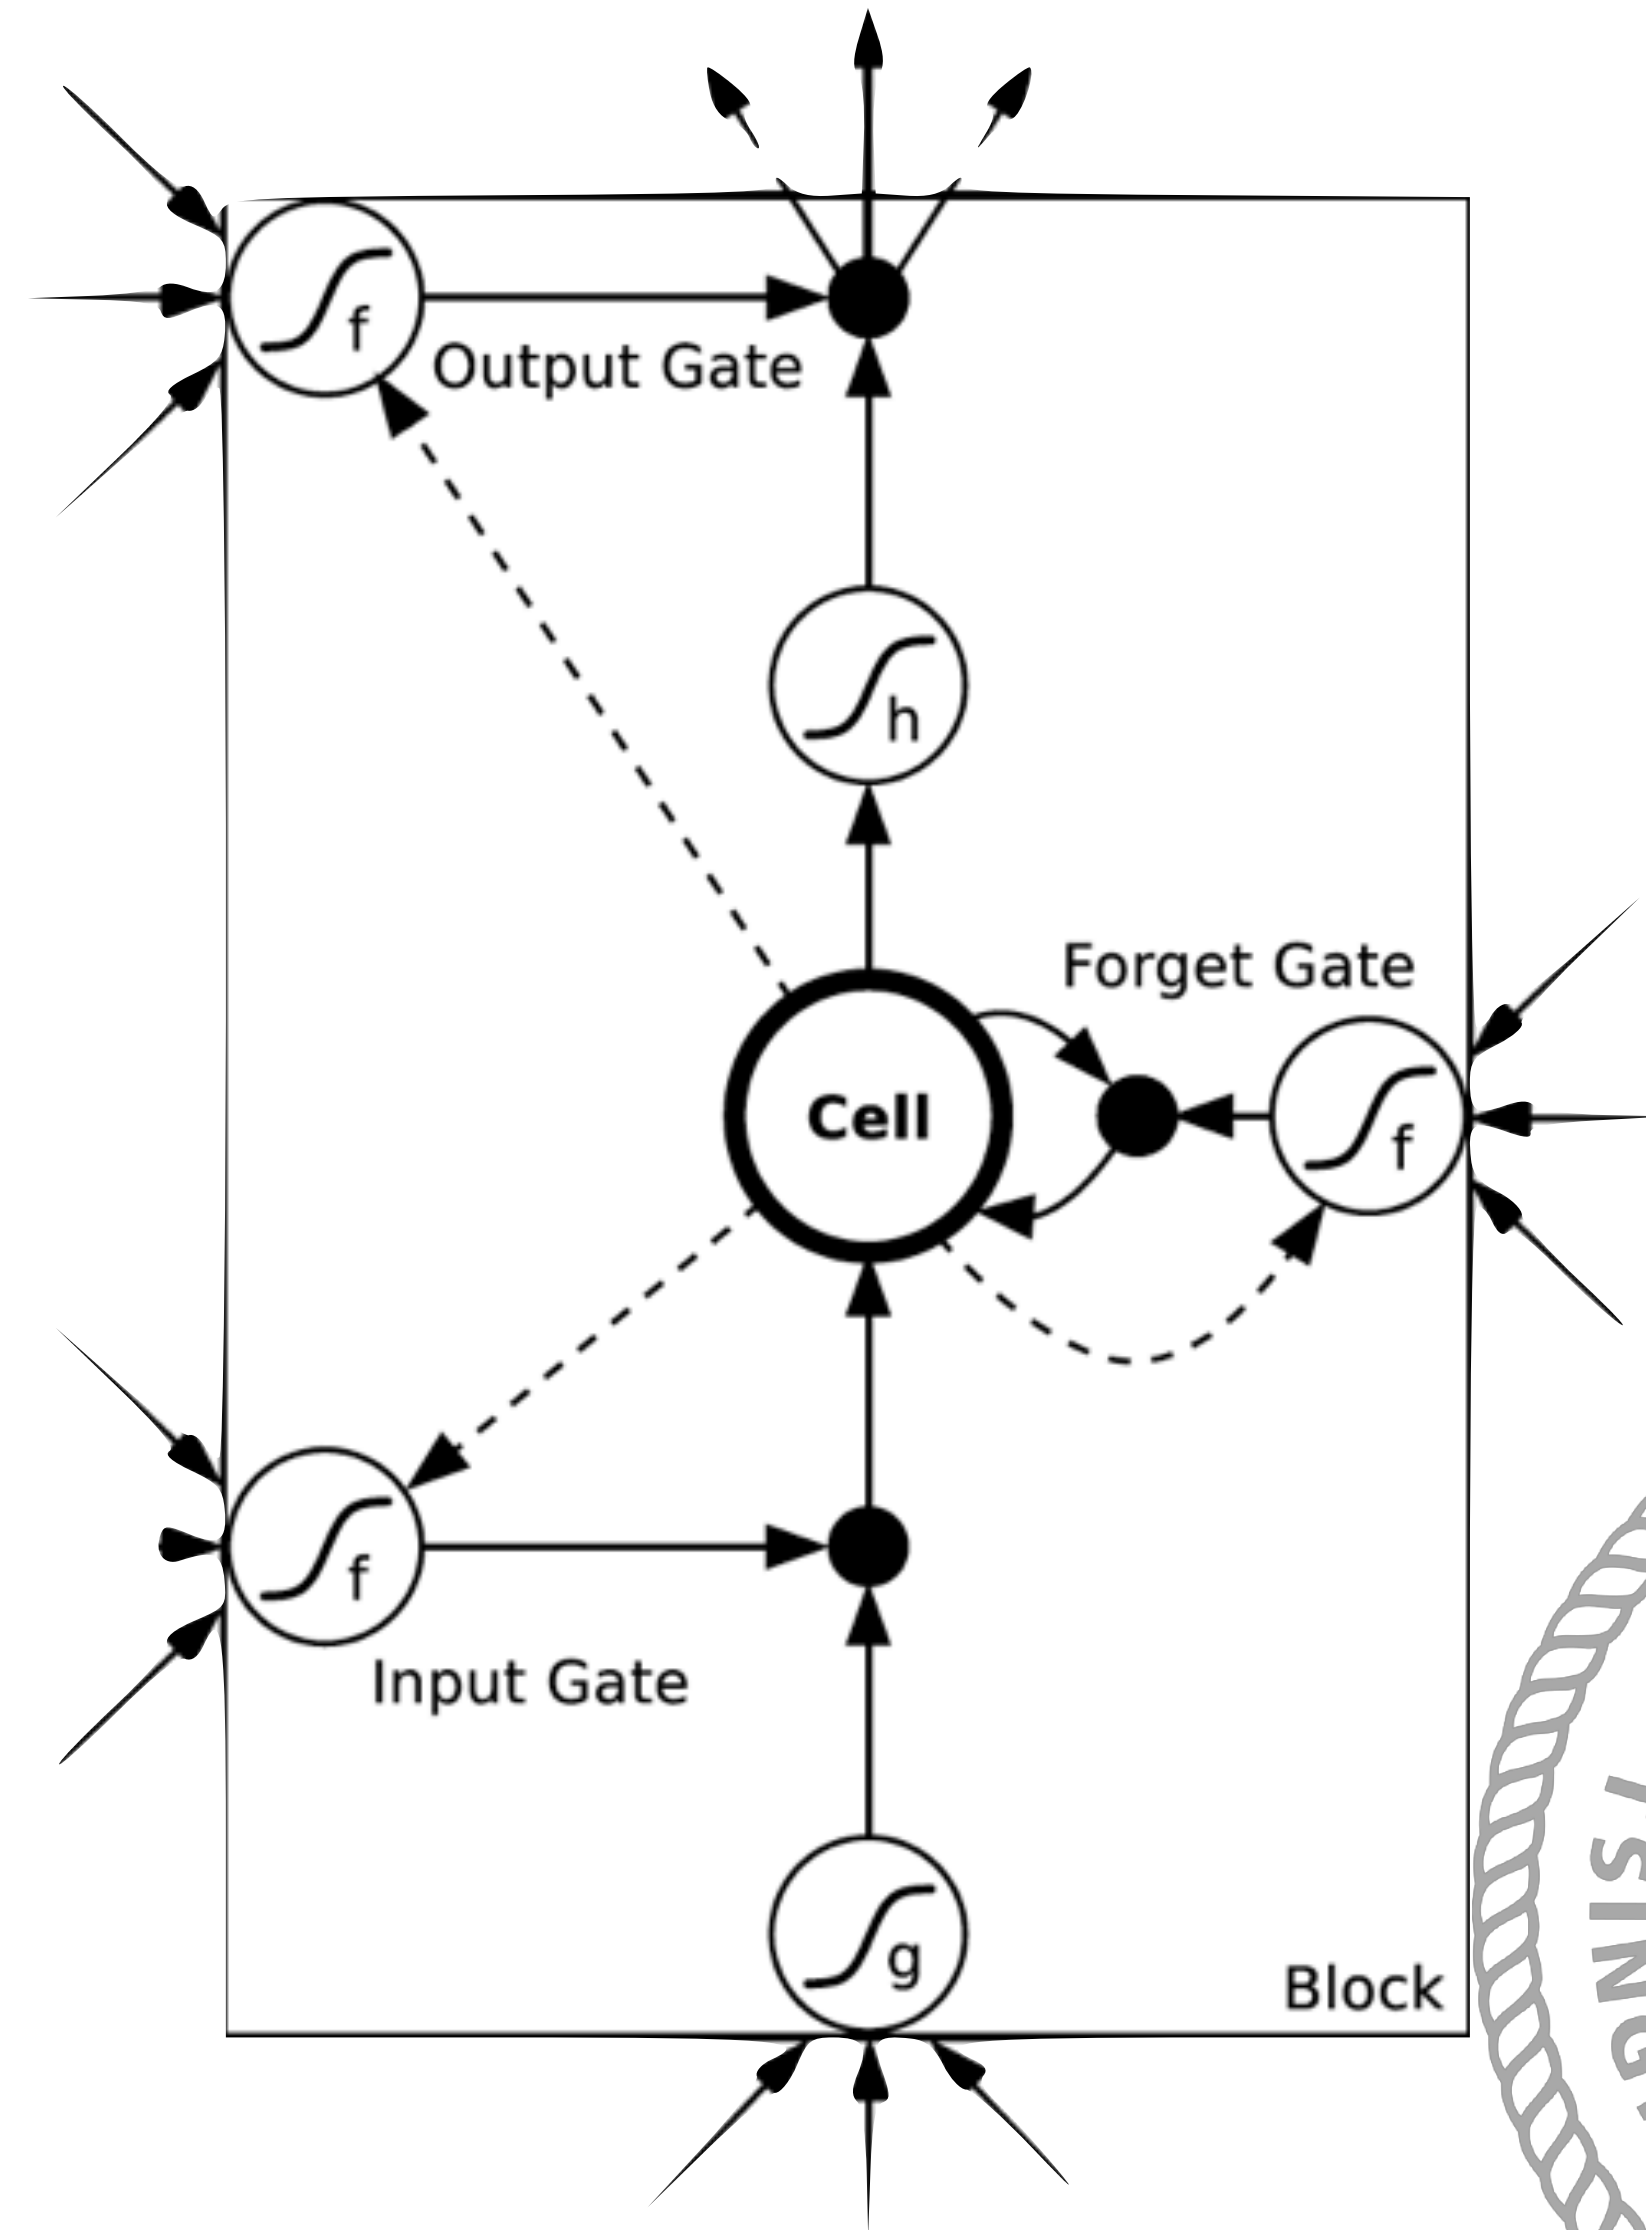 f
Output Gate
h
Forget Gate
Cell
f
f
Input Gate
g
Block